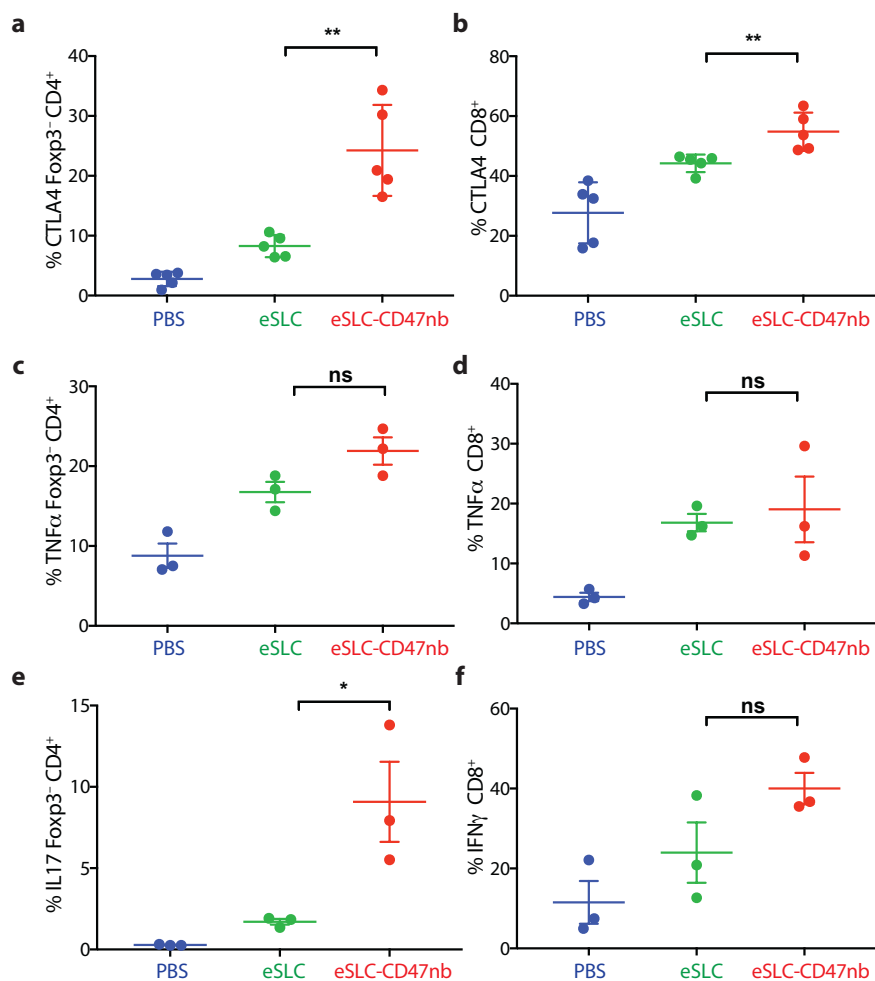 a
% CTLA4 Foxp3⁻ CD4⁺
40
30
20
10
0
**
PBS
eSLC
eSLC-CD47nb
b
% CTLA4 CD8⁺
80
60
40
20
0
**
PBS
eSLC
eSLC-CD47nb
c
% TNFα Foxp3⁻ CD4⁺
30
20
10
0
ns
PBS
eSLC
eSLC-CD47nb
d
% TNFα CD8⁺
40
30
20
10
0
ns
PBS
eSLC
eSLC-CD47nb
e
% IL17 Foxp3⁻ CD4⁺
15
10
5
0
*
PBS
eSLC
eSLC-CD47nb
f
% IFNγ CD8⁺
60
40
20
0
ns
PBS
eSLC
eSLC-CD47nb